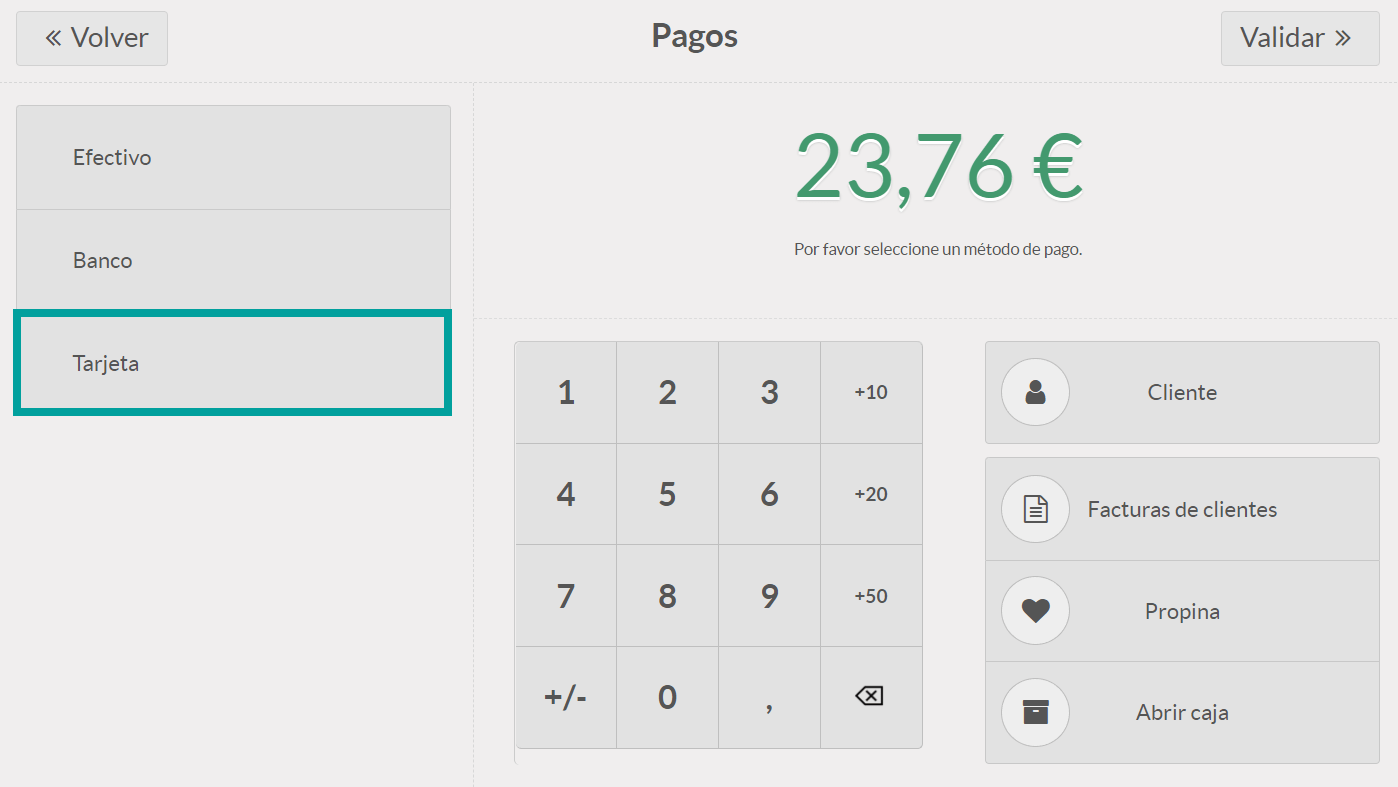 « Volver
Pagos
Validar »
Efectivo
Banco
Tarjeta
23,76 €
Por favor seleccione un método de pago.
1 2 3 +10
4 5 6 +20
7 8 9 +50
+/- 0 ,
Cliente
Facturas de clientes
Propina
Abrir caja